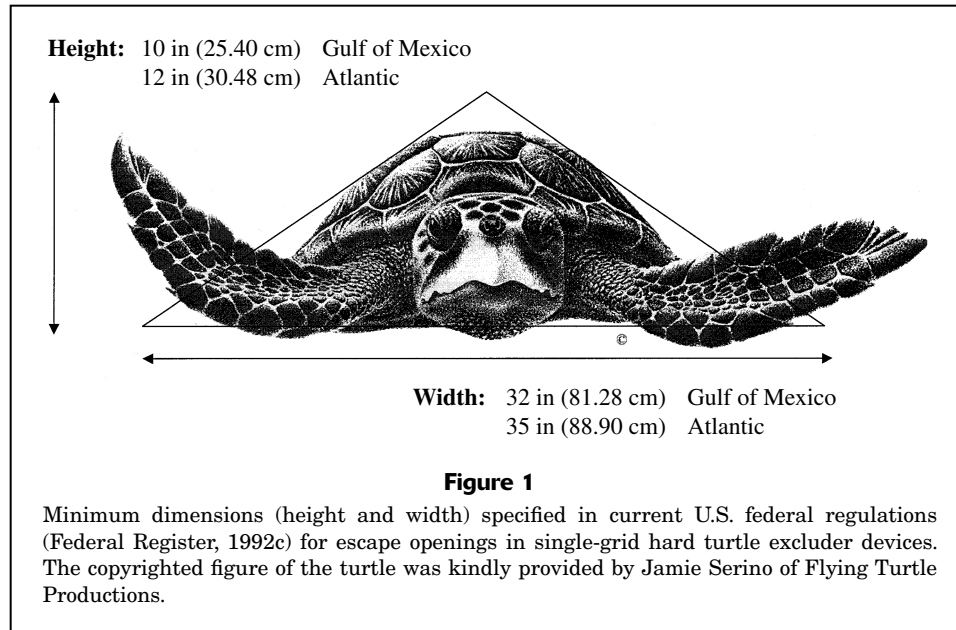 Height: 10 in (25.40 cm) Gulf of Mexico
12 in (30.48 cm) Atlantic
©
Width: 32 in (81.28 cm) Gulf of Mexico
35 in (88.90 cm) Atlantic
Figure 1
Minimum dimensions (height and width) specified in current U.S. federal regulations
(Federal Register, 1992c) for escape openings in single-grid hard turtle excluder devices.
The copyrighted figure of the turtle was kindly provided by Jamie Serino of Flying Turtle
Productions.